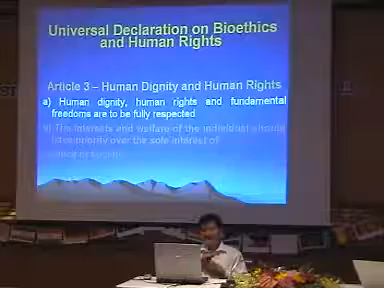 Universal Declaration on Bioethics
and Human Rights
Article 3 – Human Dignity and Human Rights
a) Human dignity, human rights and fundamental
freedoms are to be fully respected
b) The interests and welfare of the individual should
have priority over the sole interest of
science or society